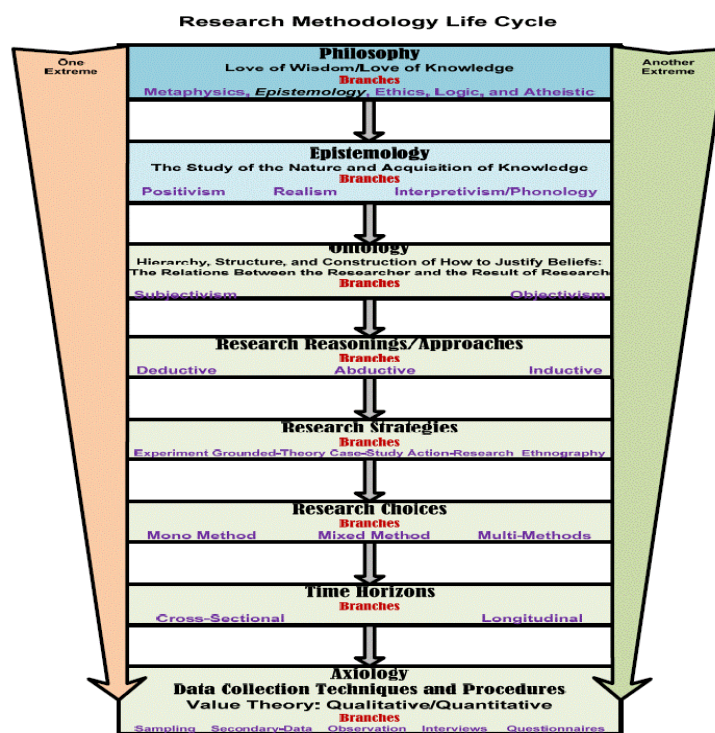 Research Methodology Life Cycle
One
Extreme
Another
Extreme
Philosophy
Love of Wisdom/Love of Knowledge
Branches
Metaphysics, Epistemology, Ethics, Logic, and Atheistic
Epistemology
The Study of the Nature and Acquisition of Knowledge
Branches
Positivism Realism Interpretivism/Phonology
Ontology
Hierarchy, Structure, and Construction of How to Justify Beliefs:
The Relations Between the Researcher and the Result of Research
Branches
Subjectivism Objectivism
Research Reasonings/Approaches
Branches
Deductive Abductive Inductive
Research Strategies
Branches
Experiment Grounded-Theory Case-Study Action-Research Ethnography
Research Choices
Branches
Mono Method Mixed Method Multi-Methods
Time Horizons
Branches
Cross-Sectional Longitudinal
Axiology
Data Collection Techniques and Procedures
Value Theory: Qualitative/Quantitative
Branches
Sampling Secondary-Data Observation Interviews Questionnaires